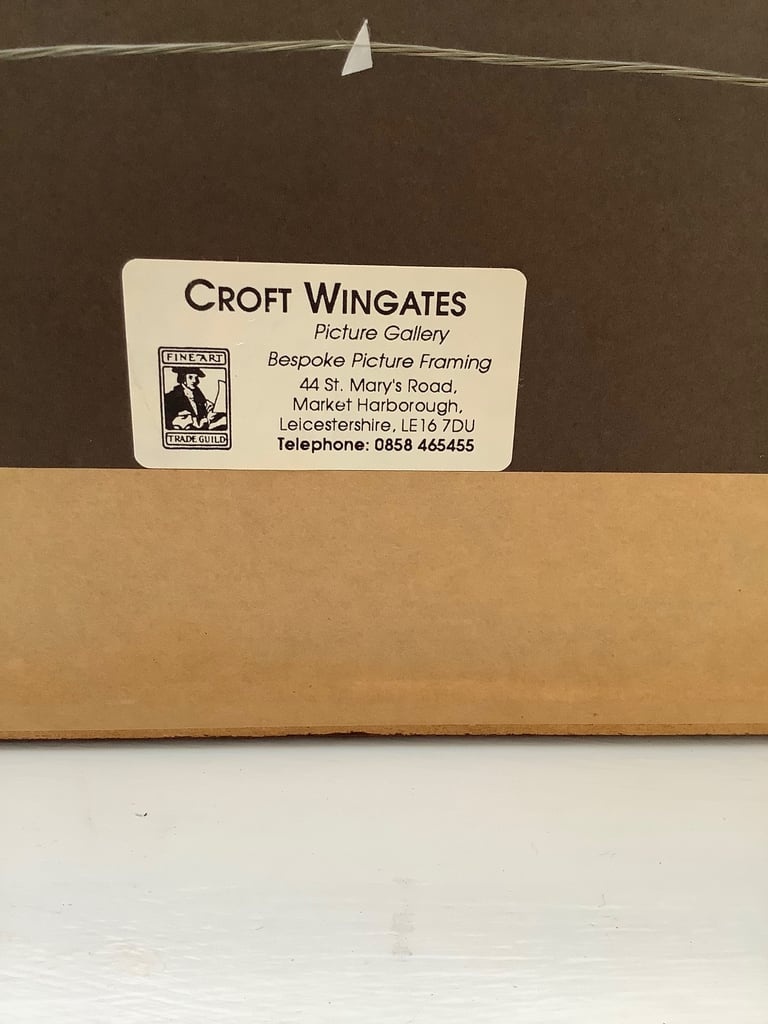 CROFT WINGATES
Picture Gallery
Bespoke Picture Framing
44 St. Mary's Road,
Market Harborough,
Leicestershire, LE16 7DU
Telephone: 0858 465455
FINE ART
TRADE GUILD